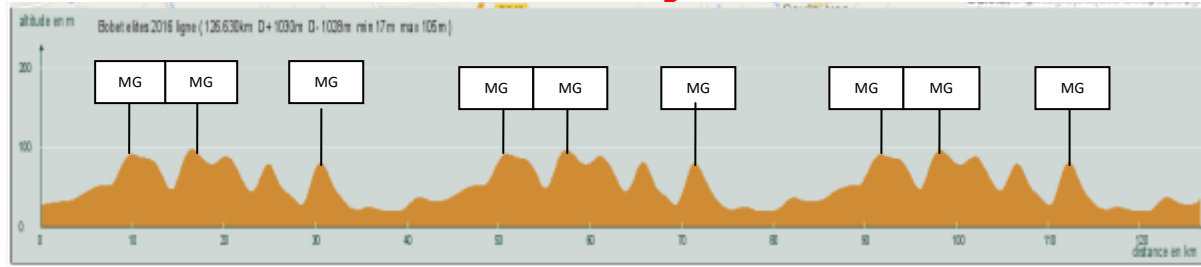 altitude en m
Bobet elites 2016 ligne ( 126.630km D+ 1030m D- 1028m min 17m max 105m )
200
MG MG MG MG MG MG MG MG MG
100
0
0 10 20 30 40 50 60 70 80 90 100 110 120
distance en km